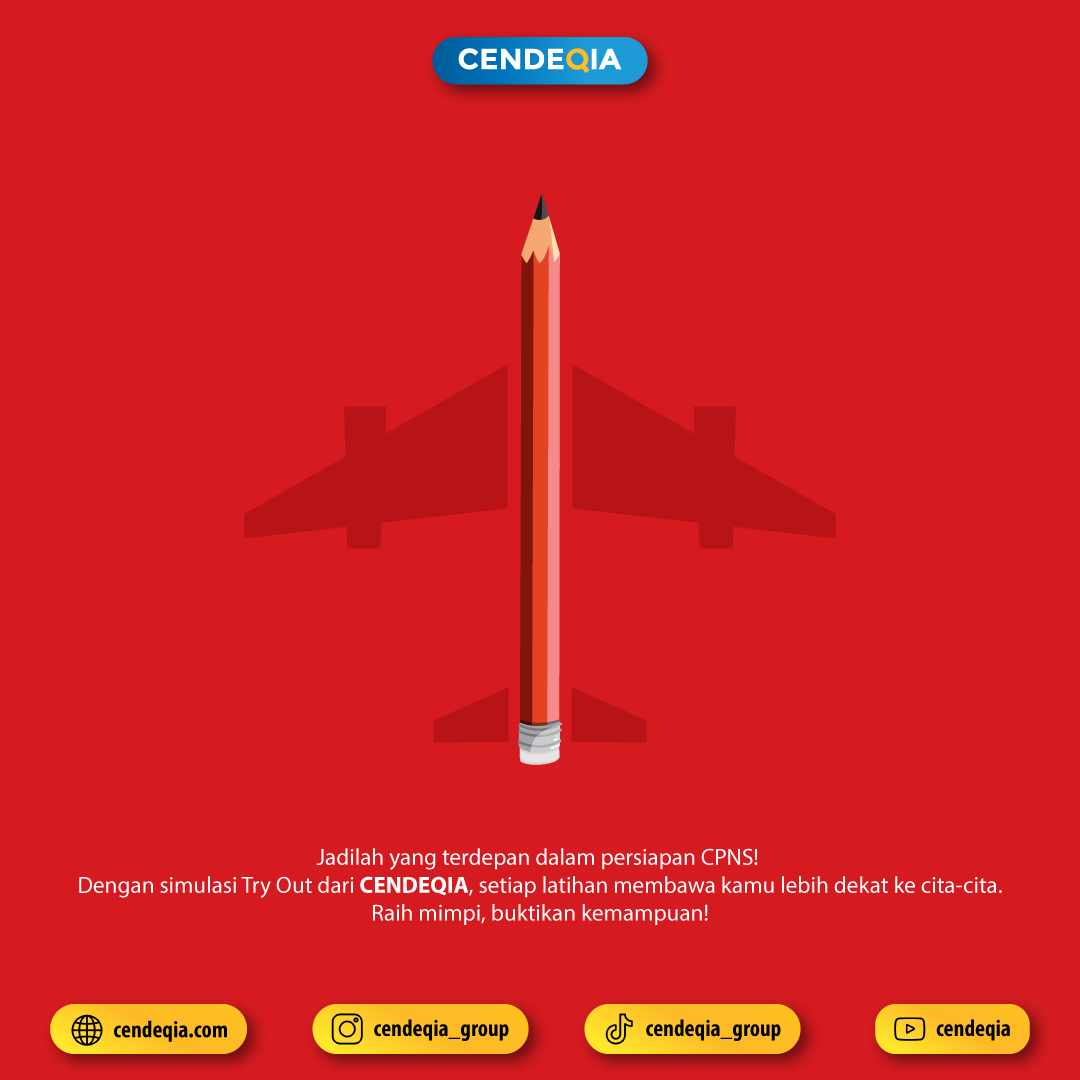 CENDEQIA
Jadilah yang terdepan dalam persiapan CPNS!
Dengan simulasi Try Out dari CENDEQIA, setiap latihan membawa kamu lebih dekat ke cita-cita.
Raih mimpi, buktikan kemampuan!
cendeqia.com
cendeqia_group
cendeqia_group
cendeqia